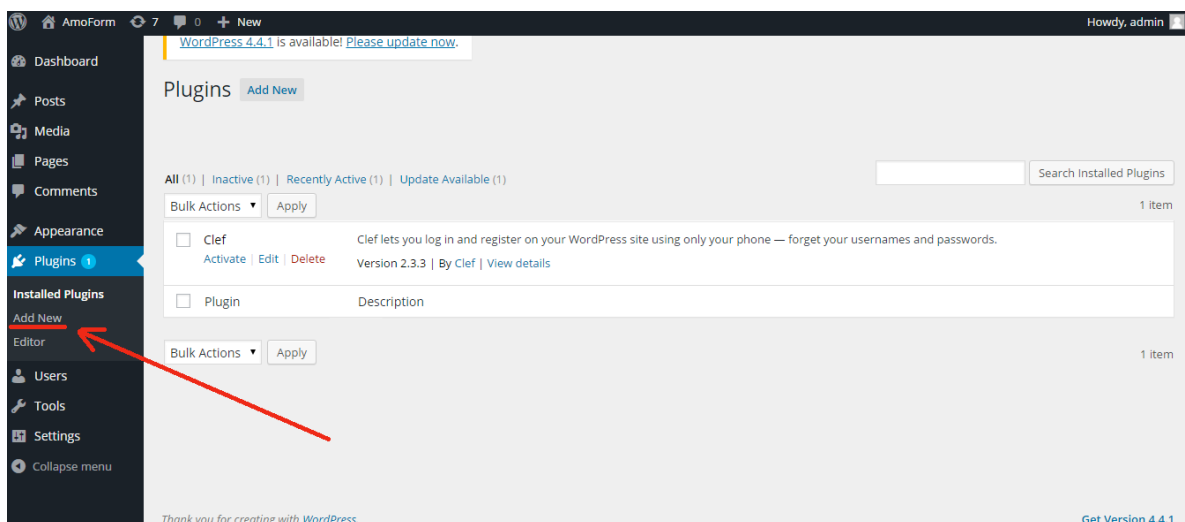 AmoForm 7 0 + New Howdy, admin
WordPress 4.4.1 is available! Please update now.
Dashboard
Posts
Media
Pages
Comments
Appearance
Plugins 1
Installed Plugins
Add New
Editor
Users
Tools
Settings
Collapse menu
Plugins Add New
All (1) | Inactive (1) | Recently Active (1) | Update Available (1)
Search Installed Plugins
Bulk Actions Apply 1 item
Clef Clef lets you log in and register on your WordPress site using only your phone — forget your usernames and passwords.
Activate | Edit | Delete Version 2.3.3 | By Clef | View details
Plugin Description
Bulk Actions Apply 1 item
Thank you for creating with WordPress Get Version 4.4.1